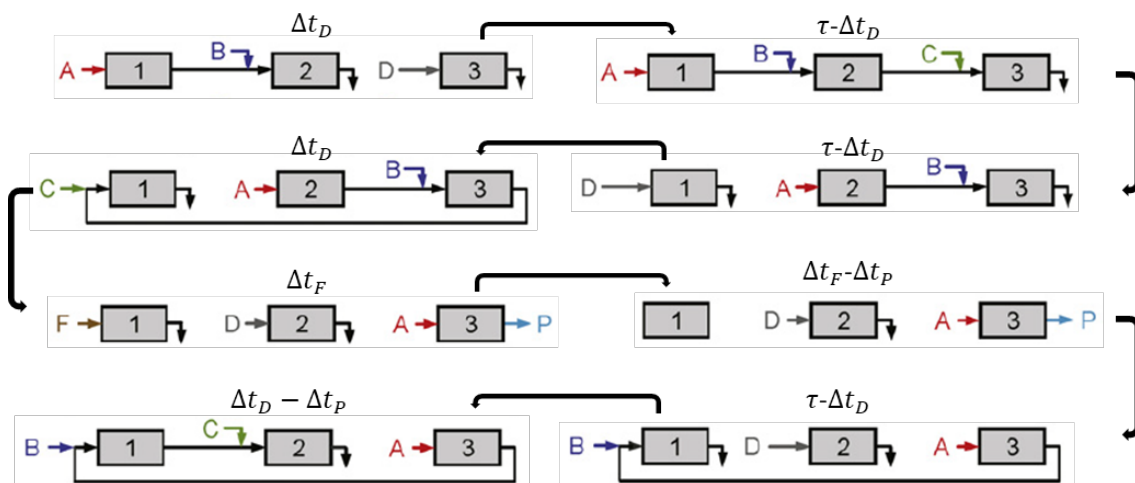 Δt_D
τ-Δt_D
A 1 B 2 D 3
A 1 B 2 C 3
Δt_D
τ-Δt_D
C 1 A 2 B 3
D 1 A 2 B 3
Δt_F
Δt_F-Δt_P
F 1 D 2 A 3 P
1 D 2 A 3 P
Δt_D − Δt_P
τ-Δt_D
B 1 C 2 A 3
B 1 D 2 A 3